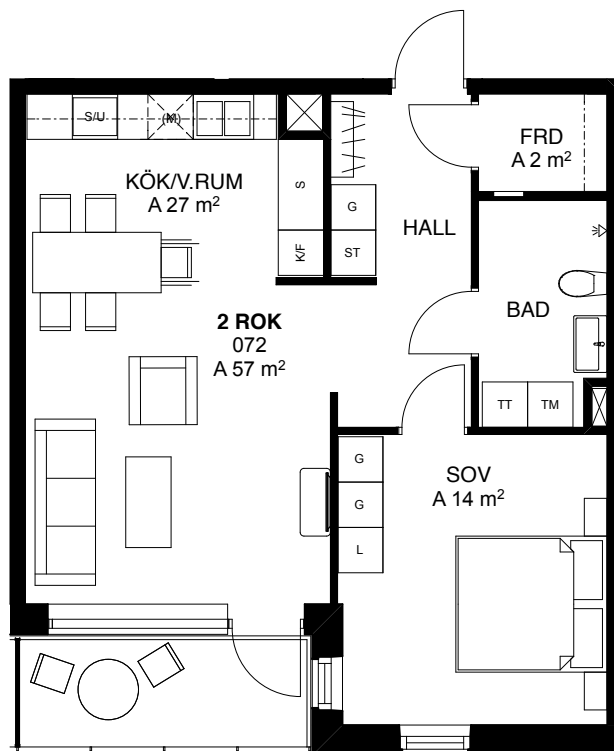 S/U
(M)
KÖK/V.RUM
A 27 m²
S
K/F
G
ST
HALL
FRD
A 2 m²
BAD
TT
TM
2 ROK
072
A 57 m²
G
G
L
SOV
A 14 m²